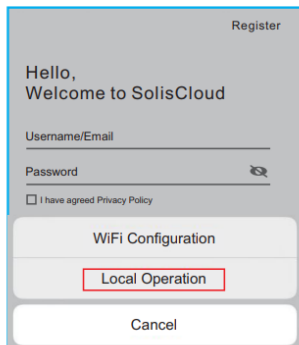 Register
Hello,
Welcome to SolisCloud
Username/Email
Password
I have agreed Privacy Policy
WiFi Configuration
Local Operation
Cancel